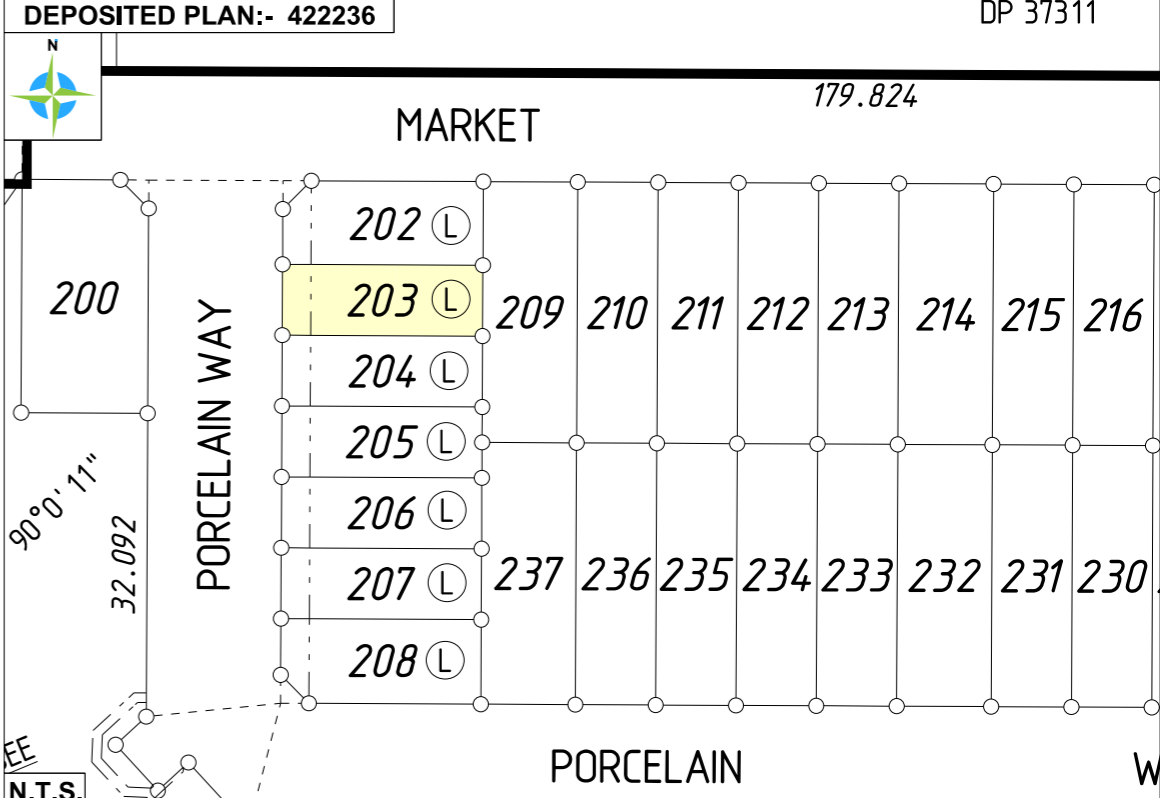 DEPOSITED PLAN:- 422236
DP 37311
N
179.824
MARKET
202 L
200
203 L
209 210 211 212 213 214 215 216
PORCELAIN WAY
204 L
205 L
90°0' 11"
206 L
32.092
207 L
237 236 235 234 233 232 231 230
208 L
PORCELAIN
N.T.S.